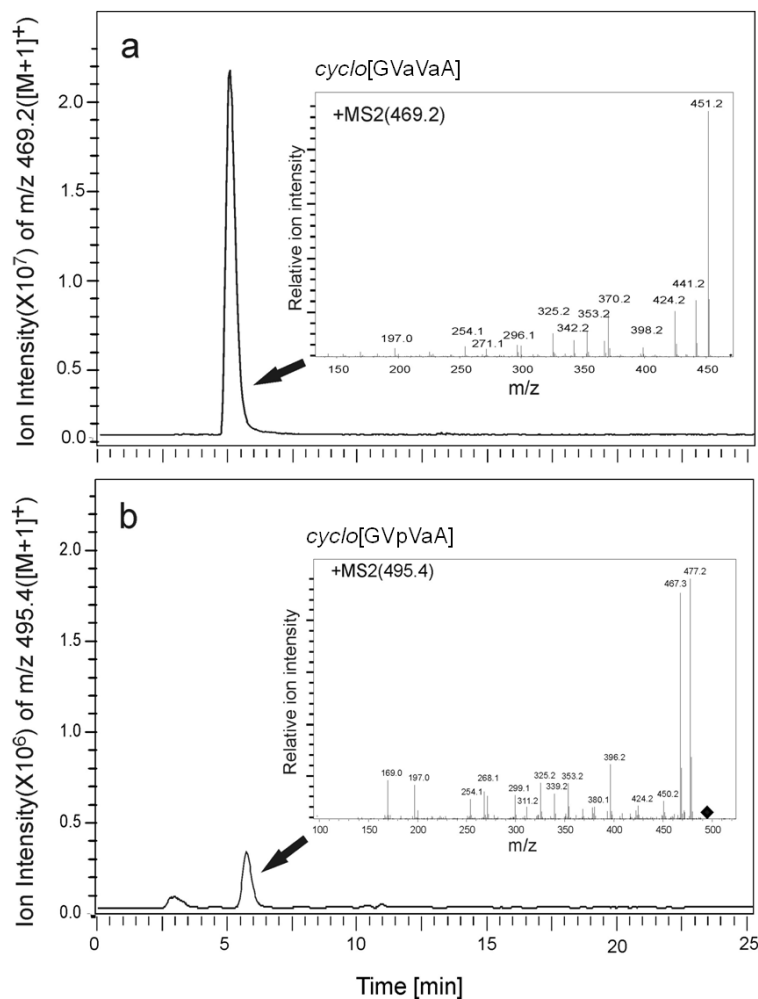 a
cyclo[GVaVaA]
+MS2(469.2)
451.2
441.2
424.2
398.2
370.2
353.2
342.2
325.2
296.1
271.1
254.1
197.0
Relative ion intensity
150 200 250 300 350 400 450
m/z
Ion Intensity(X10⁷) of m/z 469.2([M+1]⁺)
2.0
1.5
1.0
0.5
0.0
b
cyclo[GVpVaA]
+MS2(495.4)
477.2
467.3
450.2
424.2
396.2
380.1
353.2
339.2
325.2
311.2
299.1
268.1
254.1
197.0
169.0
Relative ion intensity
100 150 200 250 300 350 400 450 500
m/z
Ion Intensity(X10⁶) of m/z 495.4([M+1]⁺)
2.0
1.5
1.0
0.5
0.0
0 5 10 15 20 25
Time [min]